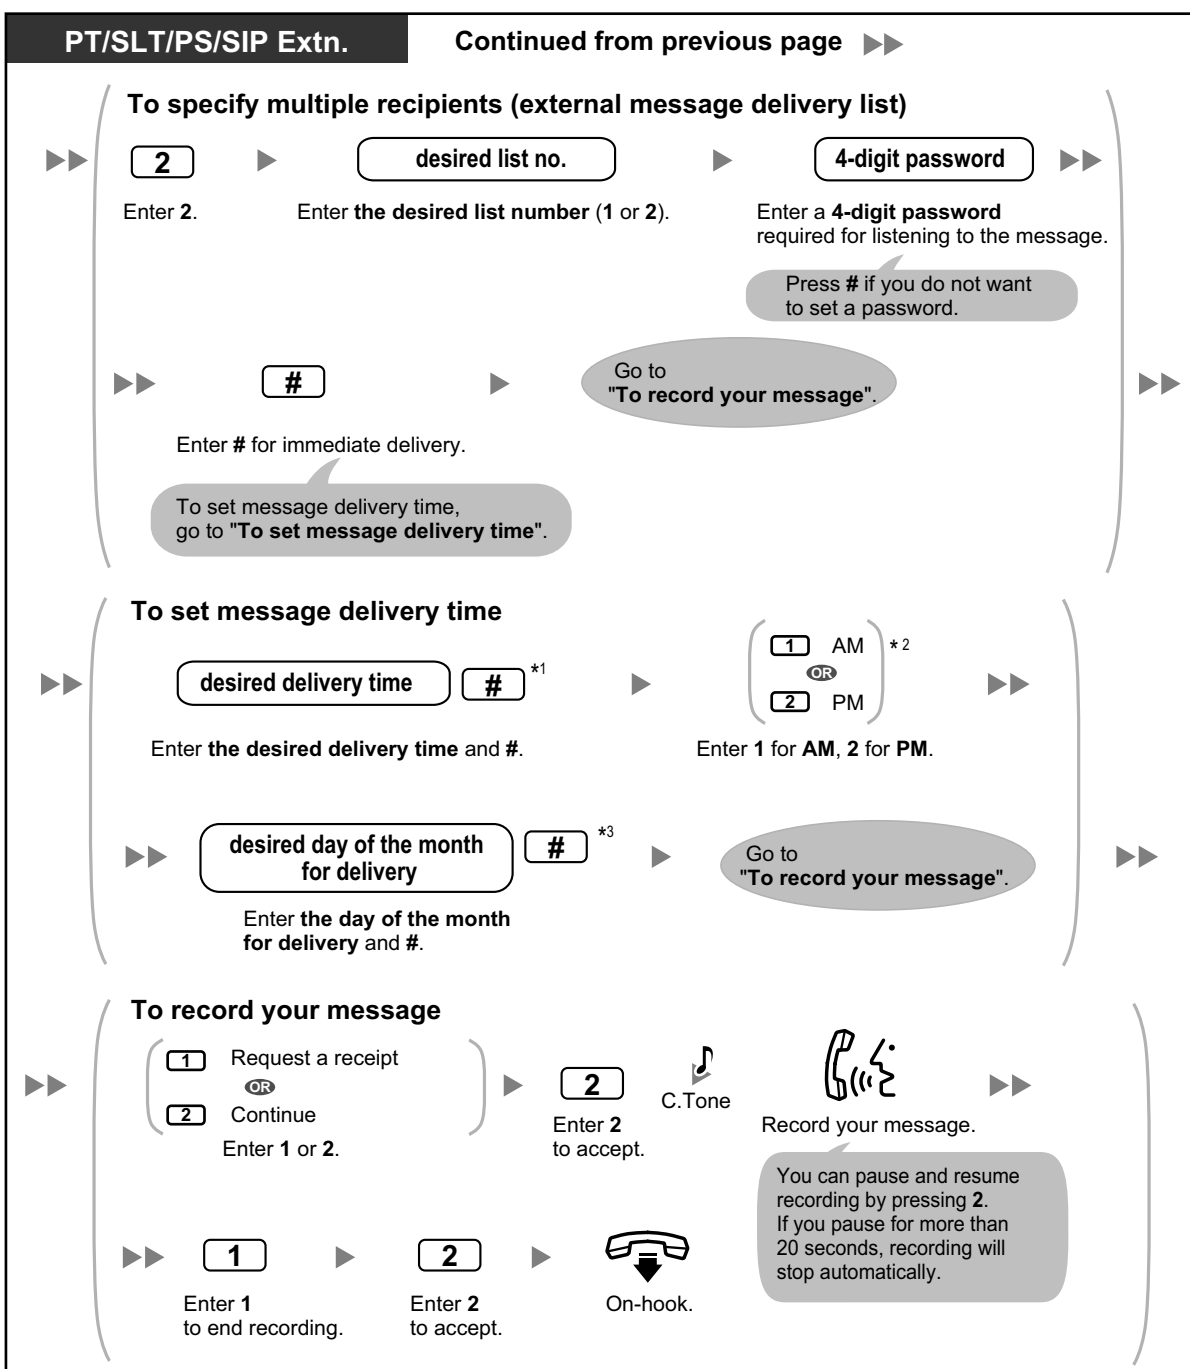 PT/SLT/PS/SIP Extn.
Continued from previous page
To specify multiple recipients (external message delivery list)
2
desired list no.
4-digit password
Enter 2.
Enter the desired list number (1 or 2).
Enter a 4-digit password
required for listening to the message.
Press # if you do not want
to set a password.
#
Go to
"To record your message".
Enter # for immediate delivery.
To set message delivery time,
go to "To set message delivery time".
To set message delivery time
desired delivery time
#
*1
1 AM
OR
2 PM
*2
Enter the desired delivery time and #.
Enter 1 for AM, 2 for PM.
desired day of the month
for delivery
#
*3
Go to
"To record your message".
Enter the day of the month
for delivery and #.
To record your message
1 Request a receipt
OR
2 Continue
Enter 1 or 2.
2
C.Tone
Enter 2
to accept.
Record your message.
You can pause and resume
recording by pressing 2.
If you pause for more than
20 seconds, recording will
stop automatically.
1
2
Enter 1
to end recording.
Enter 2
to accept.
On-hook.